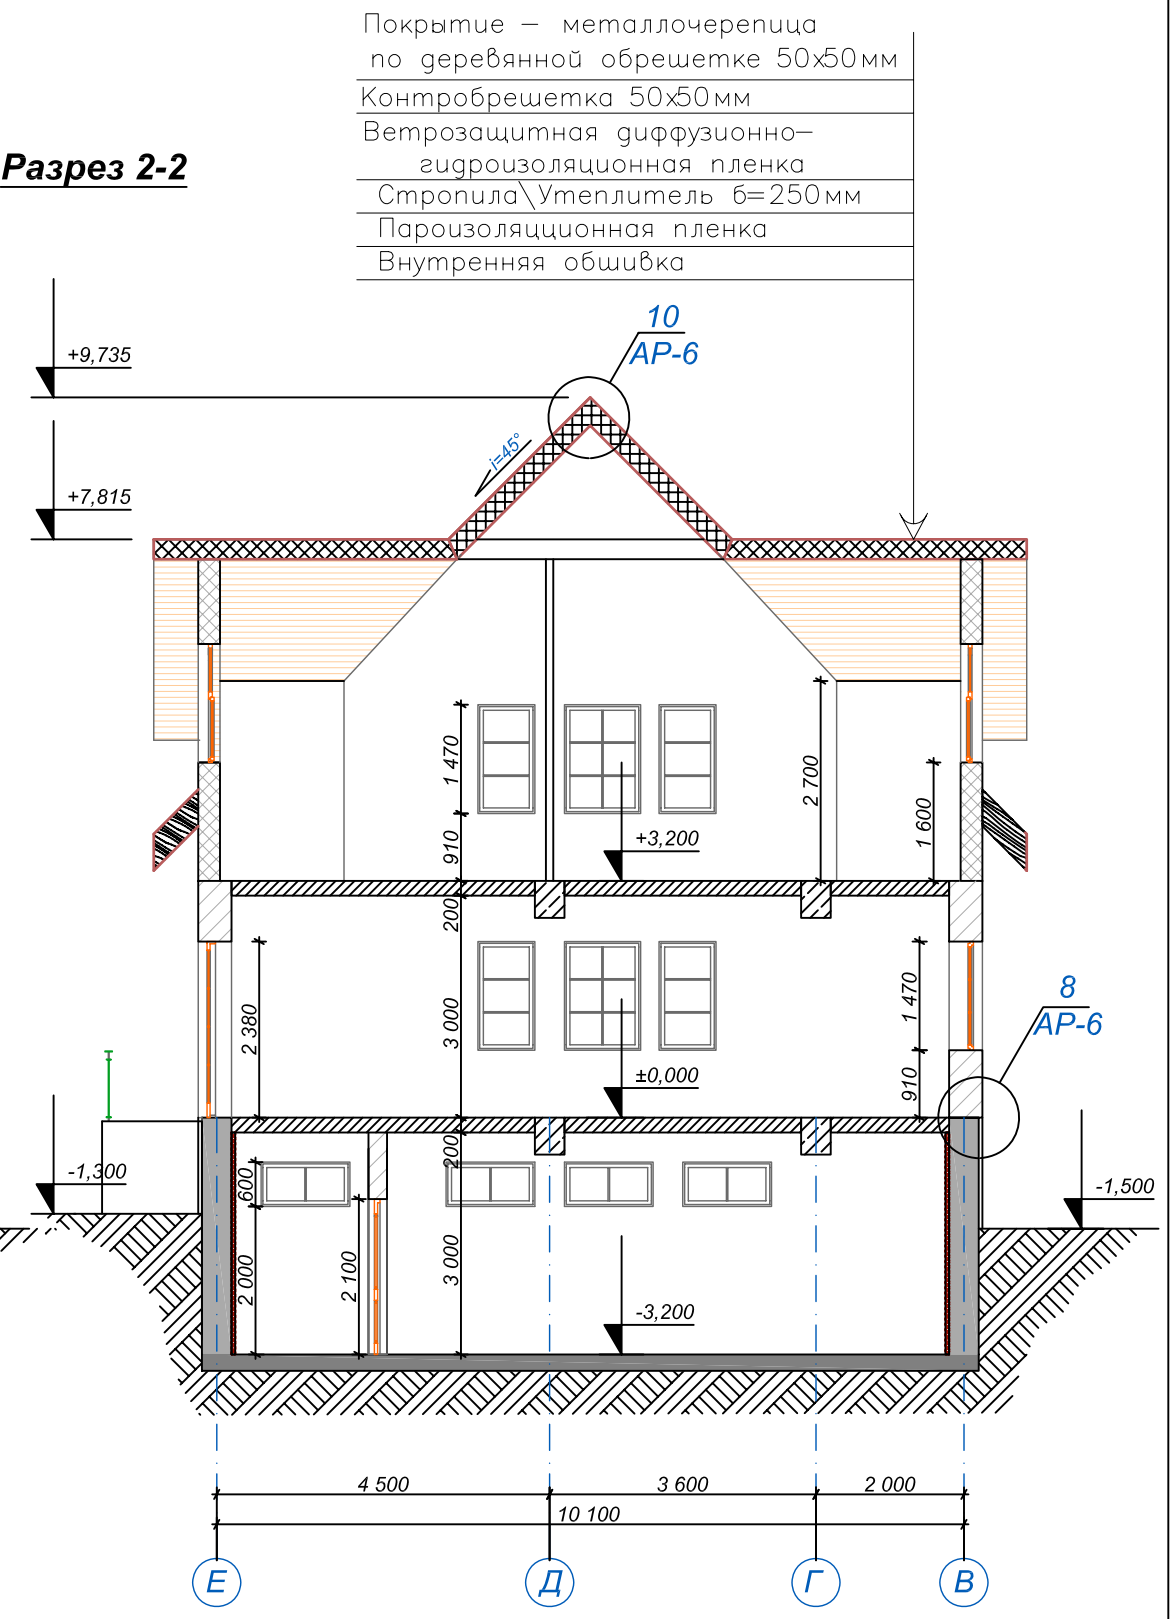 Покрытие – металлочерепица
по деревянной обрешетке 50х50мм
Контробрешетка 50х50мм
Ветрозащитная диффузионно–
гидроизоляционная пленка
Разрез 2-2
Стропила\Утеплитель б=250мм
Пароизоляцционная пленка
Внутренняя обшивка
10
АР-6
+9,735
i=45°
+7,815
1 470
2 700
1 600
+3,200
910
200
1 470
8
АР-6
2 380
3 000
±0,000
910
200
-1,300
600
-1,500
2 000
2 100
3 000
-3,200
4 500
3 600
2 000
10 100
Е
Д
Г
В